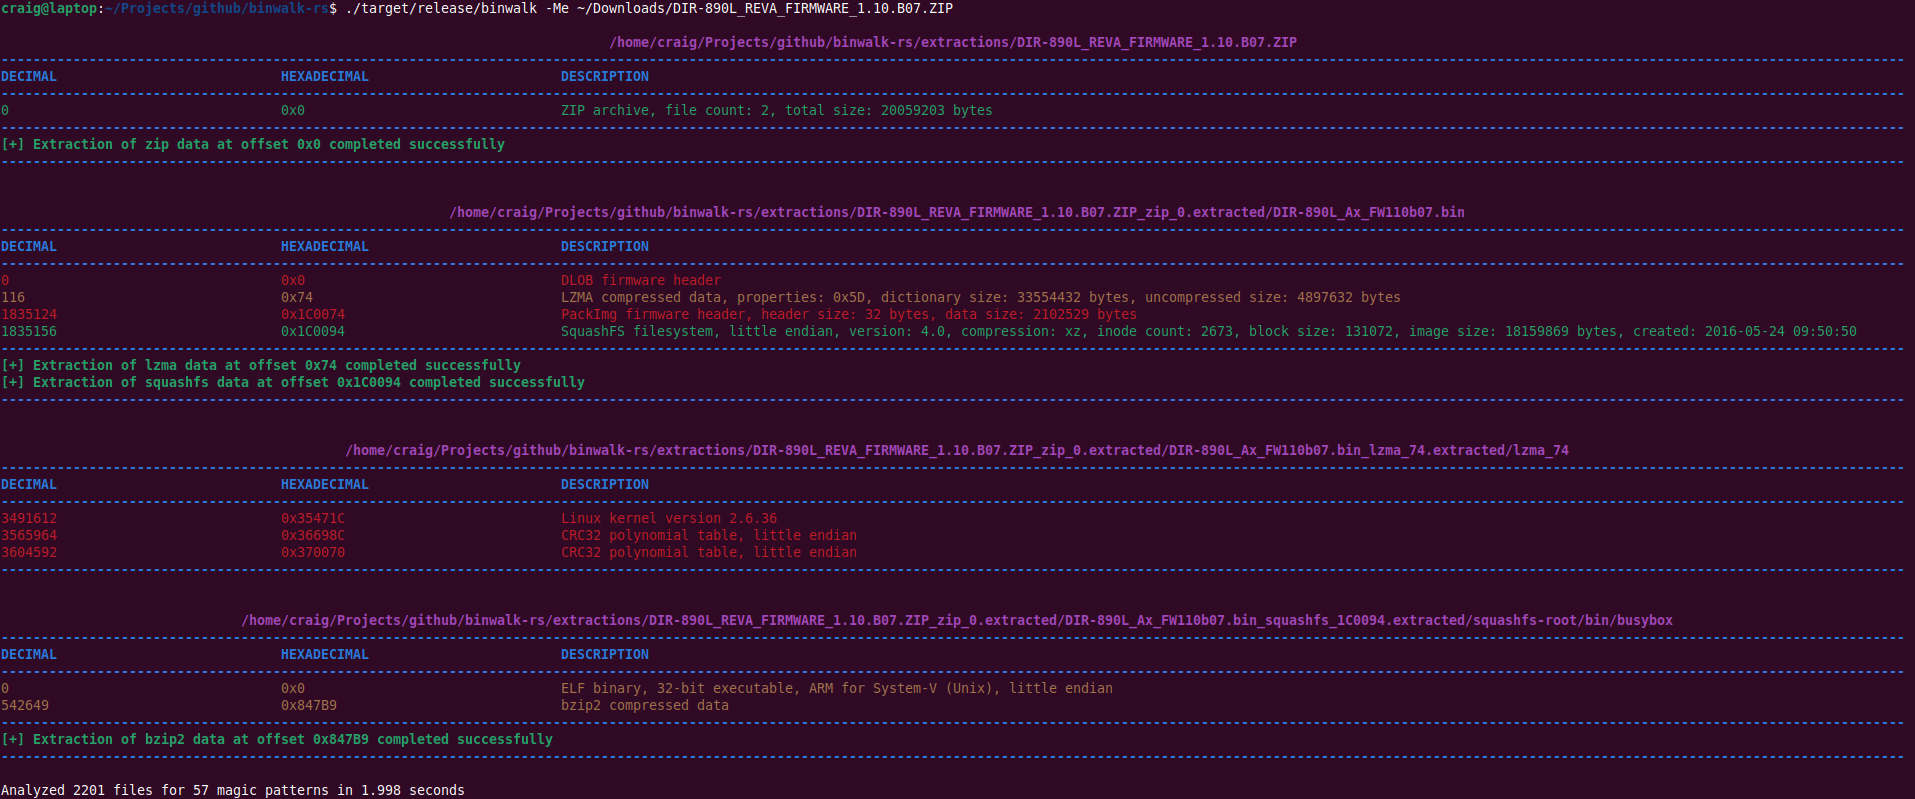 craig@laptop:~/Projects/github/binwalk-rs$ ./target/release/binwalk -Me ~/Downloads/DIR-890L_REVA_FIRMWARE_1.10.B07.ZIP
/home/craig/Projects/github/binwalk-rs/extractions/DIR-890L_REVA_FIRMWARE_1.10.B07.ZIP
DECIMAL HEXADECIMAL DESCRIPTION
0 0x0 ZIP archive, file count: 2, total size: 20059203 bytes
[+] Extraction of zip data at offset 0x0 completed successfully
/home/craig/Projects/github/binwalk-rs/extractions/DIR-890L_REVA_FIRMWARE_1.10.B07.ZIP_zip_0.extracted/DIR-890L_Ax_FW110b07.bin
DECIMAL HEXADECIMAL DESCRIPTION
0 0x0 DLOB firmware header
116 0x74 LZMA compressed data, properties: 0x5D, dictionary size: 33554432 bytes, uncompressed size: 4897632 bytes
1835124 0x1C0074 PackImg firmware header, header size: 32 bytes, data size: 2102529 bytes
1835156 0x1C0094 SquashFS filesystem, little endian, version: 4.0, compression: xz, inode count: 2673, block size: 131072, image size: 18159869 bytes, created: 2016-05-24 09:50:50
[+] Extraction of lzma data at offset 0x74 completed successfully
[+] Extraction of squashfs data at offset 0x1C0094 completed successfully
/home/craig/Projects/github/binwalk-rs/extractions/DIR-890L_REVA_FIRMWARE_1.10.B07.ZIP_zip_0.extracted/DIR-890L_Ax_FW110b07.bin_lzma_74.extracted/lzma_74
DECIMAL HEXADECIMAL DESCRIPTION
3491612 0x35471C Linux kernel version 2.6.36
3565964 0x36698C CRC32 polynomial table, little endian
3604592 0x370070 CRC32 polynomial table, little endian
/home/craig/Projects/github/binwalk-rs/extractions/DIR-890L_REVA_FIRMWARE_1.10.B07.ZIP_zip_0.extracted/DIR-890L_Ax_FW110b07.bin_squashfs_1C0094.extracted/squashfs-root/bin/busybox
DECIMAL HEXADECIMAL DESCRIPTION
0 0x0 ELF binary, 32-bit executable, ARM for System-V (Unix), little endian
542649 0x847B9 bzip2 compressed data
[+] Extraction of bzip2 data at offset 0x847B9 completed successfully
Analyzed 2201 files for 57 magic patterns in 1.998 seconds